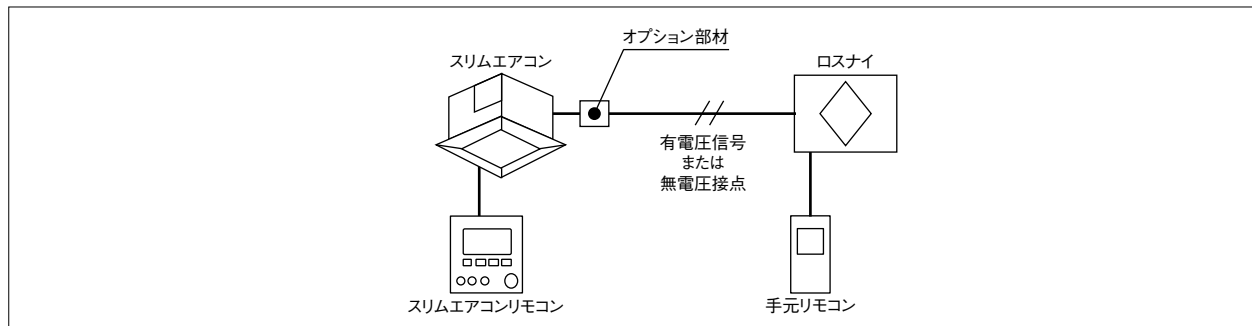 オプション部材
スリムエアコン
ロスナイ
有電圧信号
または
無電圧接点
スリムエアコンリモコン
手元リモコン